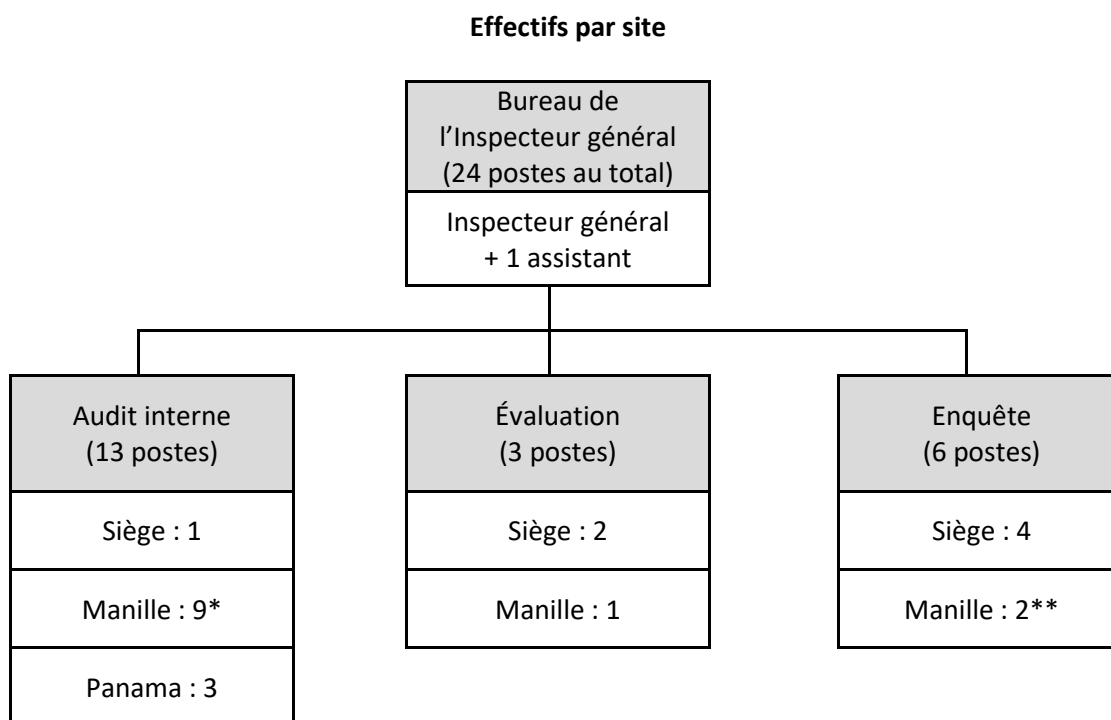 Effectifs par site
Bureau de
l’Inspecteur général
(24 postes au total)
Inspecteur général
+ 1 assistant
Audit interne
(13 postes)
Siège : 1
Manille : 9*
Panama : 3
Évaluation
(3 postes)
Siège : 2
Manille : 1
Enquête
(6 postes)
Siège : 4
Manille : 2**